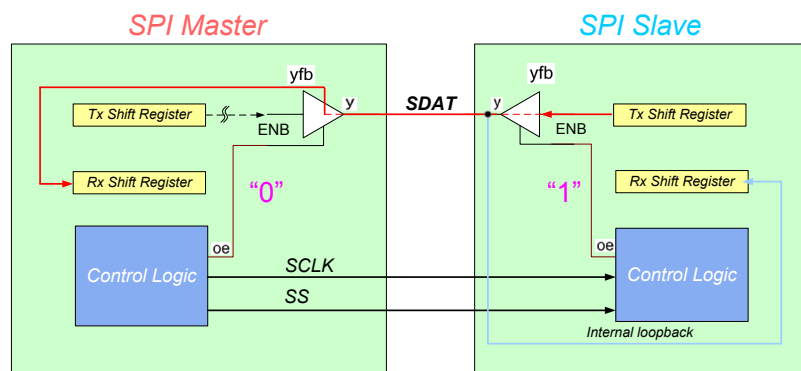 SPI Master
SPI Slave
yfb
yfb
Tx Shift Register
ENB
y
SDAT
y
ENB
Tx Shift Register
Rx Shift Register
“0”
“1”
Rx Shift Register
oe
oe
Control Logic
SCLK
Control Logic
SS
Internal loopback